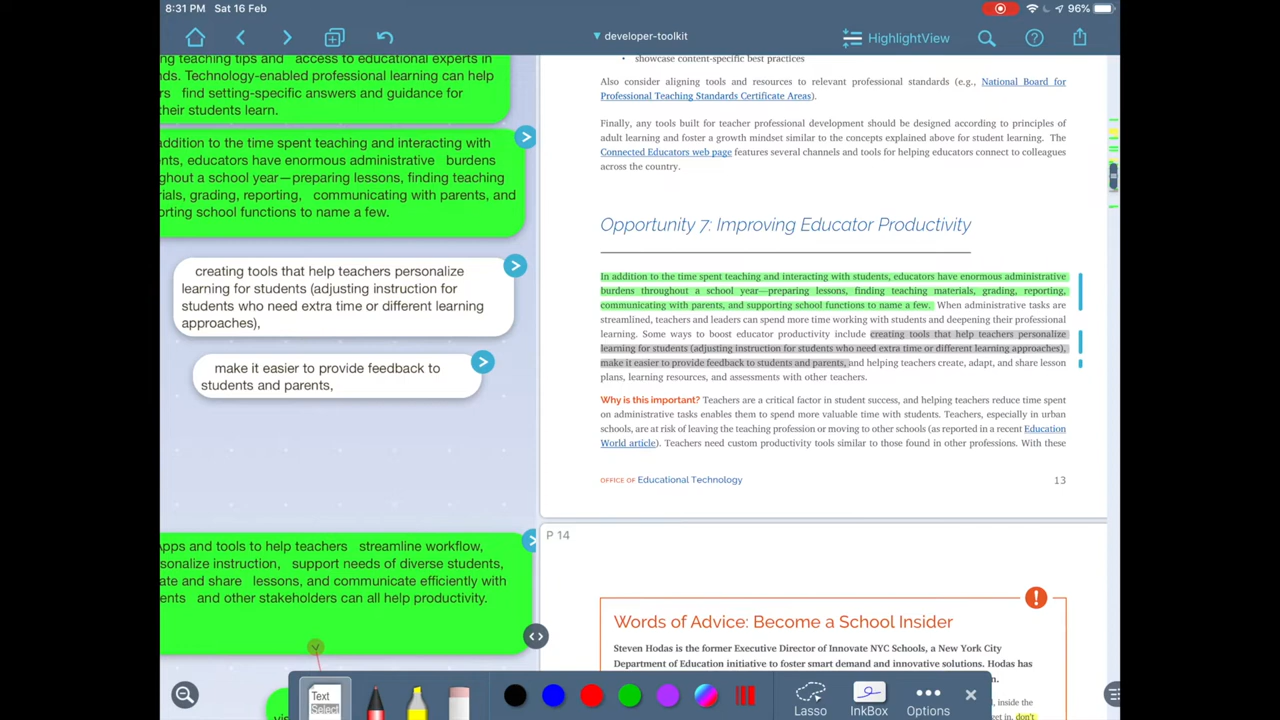 8:31 PM Sat 16 Feb
96%
developer-toolkit
HighlightView
ng teaching tips and access to educational experts in
nds. Technology-enabled professional learning can help
rs find setting-specific answers and guidance for
their students learn.
addition to the time spent teaching and interacting with
nts, educators have enormous administrative burdens
ghout a school year—preparing lessons, finding teaching
rials, grading, reporting, communicating with parents, and
orting school functions to name a few.
creating tools that help teachers personalize
learning for students (adjusting instruction for
students who need extra time or different learning
approaches),
make it easier to provide feedback to
students and parents,
Apps and tools to help teachers streamline workflow,
sonalize instruction, support needs of diverse students,
ate and share lessons, and communicate efficiently with
ents and other stakeholders can all help productivity.
• showcase content-specific best practices
Also consider aligning tools and resources to relevant professional standards (e.g., National Board for
Professional Teaching Standards Certificate Areas).
Finally, any tools built for teacher professional development should be designed according to principles of
adult learning and foster a growth mindset similar to the concepts explained above for student learning. The
Connected Educators web page features several channels and tools for helping educators connect to colleagues
across the country.
Opportunity 7: Improving Educator Productivity
In addition to the time spent teaching and interacting with students, educators have enormous administrative
burdens throughout a school year—preparing lessons, finding teaching materials, grading, reporting,
communicating with parents, and supporting school functions to name a few. When administrative tasks are
streamlined, teachers and leaders can spend more time working with students and deepening their professional
learning. Some ways to boost educator productivity include creating tools that help teachers personalize
learning for students (adjusting instruction for students who need extra time or different learning approaches),
make it easier to provide feedback to students and parents, and helping teachers create, adapt, and share lesson
plans, learning resources, and assessments with other teachers.
Why is this important? Teachers are a critical factor in student success, and helping teachers reduce time spent
on administrative tasks enables them to spend more valuable time with students. Teachers, especially in urban
schools, are at risk of leaving the teaching profession or moving to other schools (as reported in a recent Education
World article). Teachers need custom productivity tools similar to those found in other professions. With these
OFFICE OF Educational Technology 13
P 14
Words of Advice: Become a School Insider
Steven Hodas is the former Executive Director of Innovate NYC Schools, a New York City
Department of Education initiative to foster smart demand and innovative solutions. Hodas has
n.
, inside the
get in, don't
vis
Text
Select
Lasso
InkBox
Options